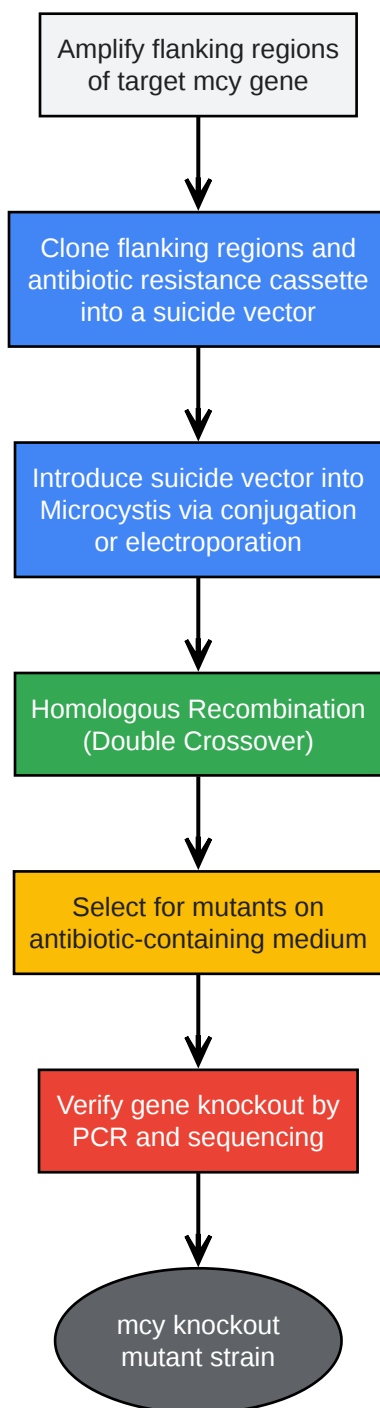 Amplify flanking regions
of target mcy gene
Clone flanking regions and
antibiotic resistance cassette
into a suicide vector
Introduce suicide vector into
Microcystis via conjugation
or electroporation
Homologous Recombination
(Double Crossover)
Select for mutants on
antibiotic-containing medium
Verify gene knockout by
PCR and sequencing
mcy knockout
mutant strain